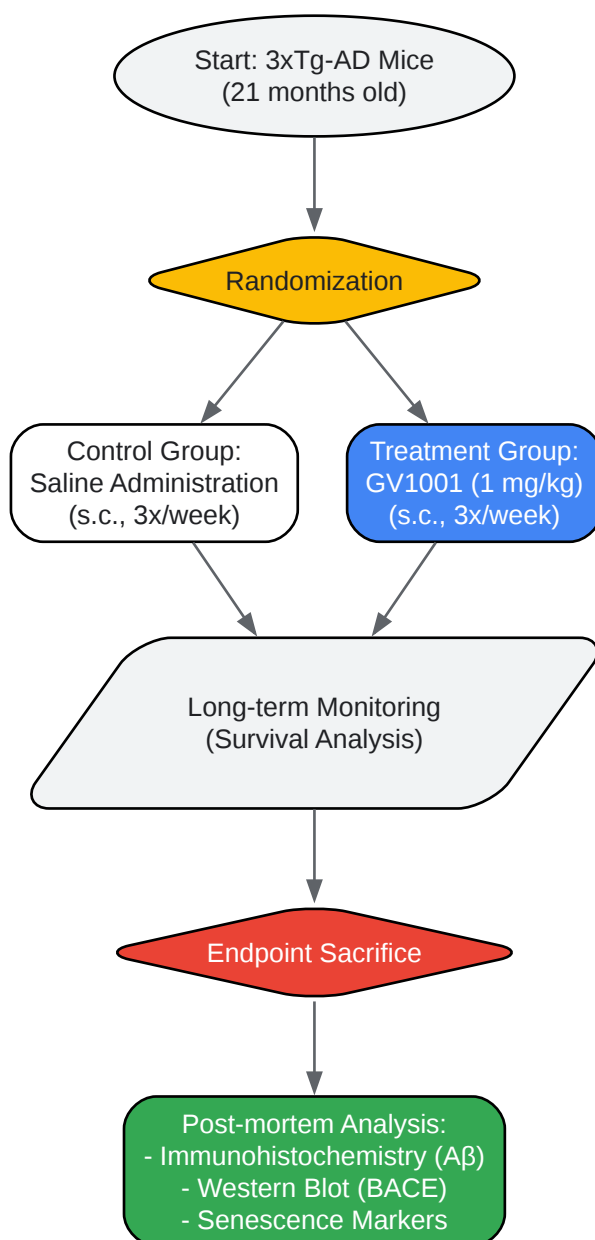 Start: 3xTg-AD Mice
(21 months old)
Randomization
Control Group:
Saline Administration
(s.c., 3x/week)
Treatment Group:
GV1001 (1 mg/kg)
(s.c., 3x/week)
Long-term Monitoring
(Survival Analysis)
Endpoint Sacrifice
Post-mortem Analysis:
- Immunohistochemistry (Aβ)
- Western Blot (BACE)
- Senescence Markers